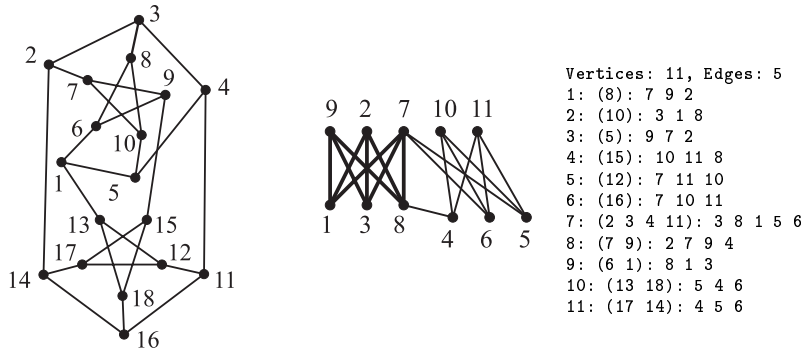 3
2
8
7
9
4
6
10
1
5
13
15
17
12
14
11
18
16
9 2 7 10 11
1 3 8 4 6 5
Vertices: 11, Edges: 5
1: (8): 7 9 2
2: (10): 3 1 8
3: (5): 9 7 2
4: (15): 10 11 8
5: (12): 7 11 10
6: (16): 7 10 11
7: (2 3 4 11): 3 8 1 5 6
8: (7 9): 2 7 9 4
9: (6 1): 8 1 3
10: (13 18): 5 4 6
11: (17 14): 4 5 6